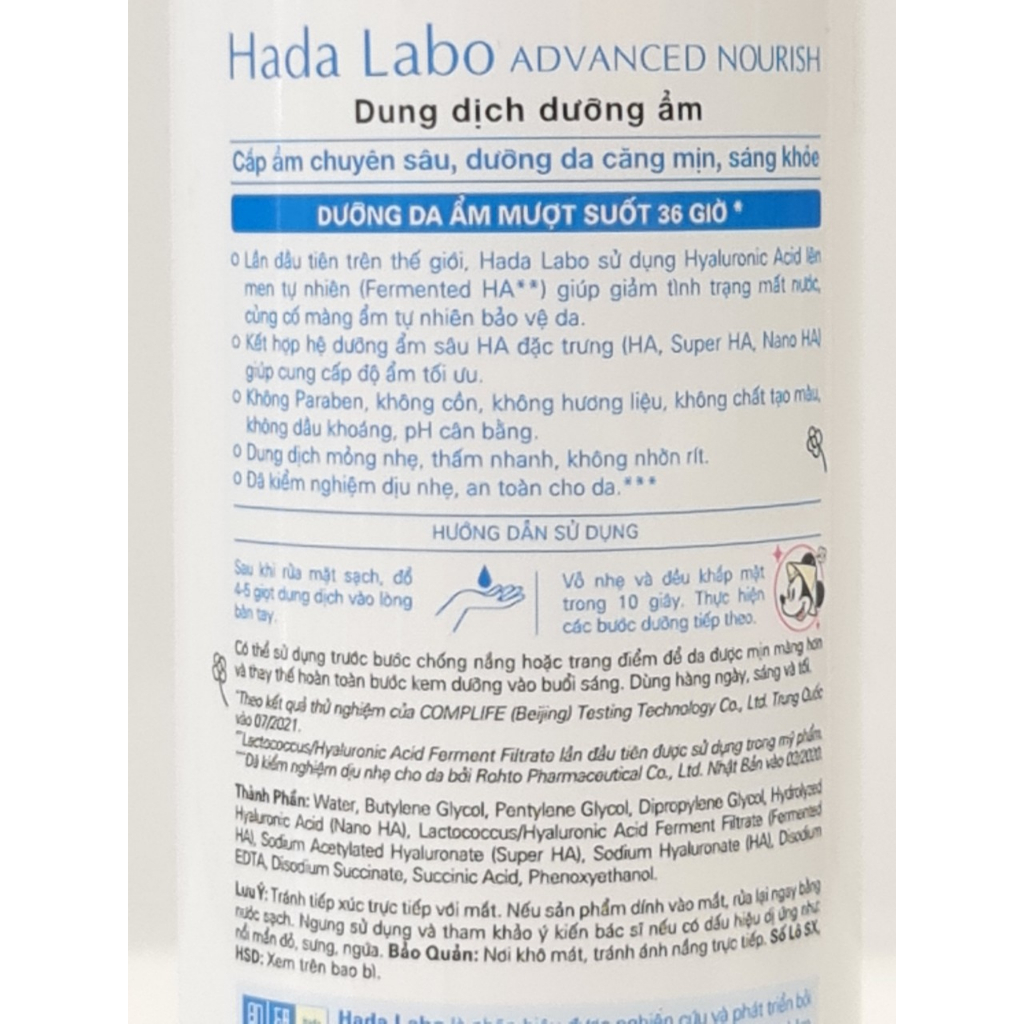 Hada Labo ADVANCED NOURISH
Dung dịch dưỡng ẩm
Cấp ẩm chuyên sâu, dưỡng da căng mịn, sáng khỏe
DƯỠNG DA ẨM MƯỢT SUỐT 36 GIỜ *
o Lần đầu tiên trên thế giới, Hada Labo sử dụng Hyaluronic Acid lên
men tự nhiên (Fermented HA**) giúp giảm tình trạng mất nước,
củng cố màng ẩm tự nhiên bảo vệ da.
o Kết hợp hệ dưỡng ẩm sâu HA đặc trưng (HA, Super HA, Nano HA)
giúp cung cấp độ ẩm tối ưu.
o Không Paraben, không cồn, không hương liệu, không chất tạo màu,
không dầu khoáng, pH cân bằng.
o Dung dịch mỏng nhẹ, thấm nhanh, không nhờn rít.
o Đã kiểm nghiệm dịu nhẹ, an toàn cho da.***
HƯỚNG DẪN SỬ DỤNG
Sau khi rửa mặt sạch, đổ
4-5 giọt dung dịch vào lòng
bàn tay.
Vỗ nhẹ và đều khắp mặt
trong 10 giây. Thực hiện
các bước dưỡng tiếp theo.
Có thể sử dụng trước bước chống nắng hoặc trang điểm để da được mịn màng hơn
và thay thế hoàn toàn bước kem dưỡng vào buổi sáng. Dùng hàng ngày, sáng và tối.
*Theo kết quả thử nghiệm của COMPLIFE (Beijing) Testing Technology Co., Ltd. Trung Quốc
vào 07/2021.
**Lactococcus/Hyaluronic Acid Ferment Filtrate lần đầu tiên được sử dụng trong mỹ phẩm.
***Đã kiểm nghiệm dịu nhẹ cho da bởi Rohto Pharmaceutical Co., Ltd. Nhật Bản vào 03/2020.
Thành Phần: Water, Butylene Glycol, Pentylene Glycol, Dipropylene Glycol, Hydrolyzed
Hyaluronic Acid (Nano HA), Lactococcus/Hyaluronic Acid Ferment Filtrate (Fermented
HA), Sodium Acetylated Hyaluronate (Super HA), Sodium Hyaluronate (HA), Disodium
EDTA, Disodium Succinate, Succinic Acid, Phenoxyethanol.
Lưu Ý: Tránh tiếp xúc trực tiếp với mắt. Nếu sản phẩm dính vào mắt, rửa lại ngay bằng
nước sạch. Ngưng sử dụng và tham khảo ý kiến bác sĩ nếu có dấu hiệu dị ứng như
nổi mẩn đỏ, sưng, ngứa. Bảo Quản: Nơi khô mát, tránh ánh nắng trực tiếp. Số Lô SX,
HSD: Xem trên bao bì.
Hada Labo là nhãn hiệu được nghiên cứu và phát triển bởi